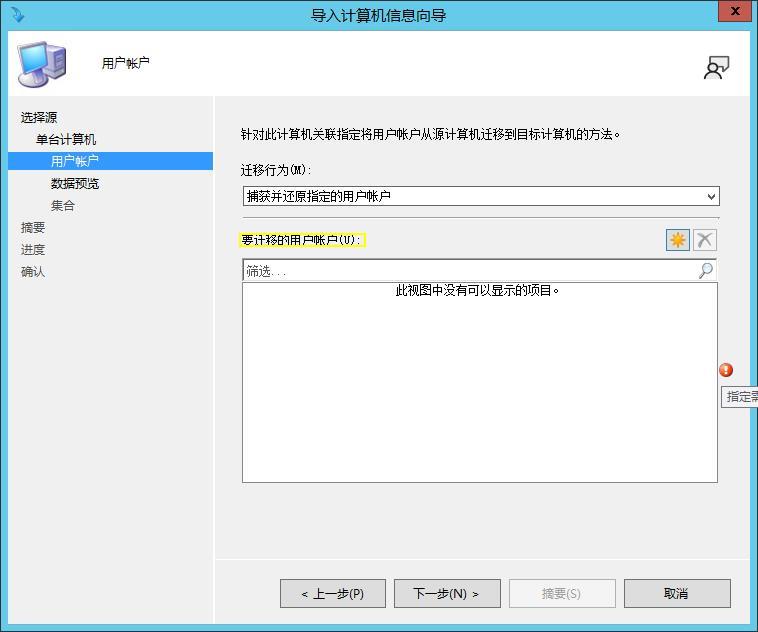 导入计算机信息向导
x
用户帐户
选择源
单台计算机
用户帐户
数据预览
集合
摘要
进度
确认
针对此计算机关联指定将用户帐户从源计算机迁移到目标计算机的方法。
迁移行为(M):
捕获并还原指定的用户帐户
要迁移的用户帐户(U):
筛选...
此视图中没有可以显示的项目。
指定需
< 上一步(P)
下一步(N) >
摘要(S)
取消